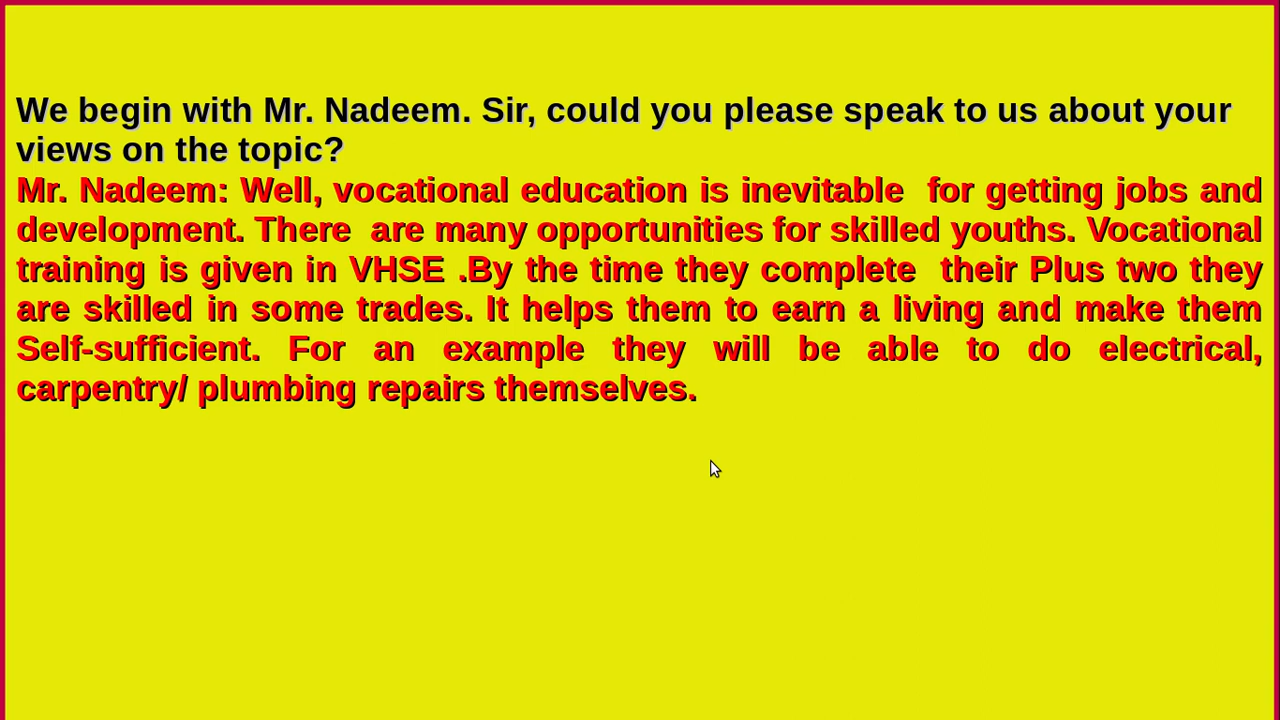 We begin with Mr. Nadeem. Sir, could you please speak to us about your
views on the topic?
Mr. Nadeem: Well, vocational education is inevitable  for getting jobs and
development. There  are many opportunities for skilled youths. Vocational
training is given in VHSE .By the time they complete  their Plus two they
are skilled in some trades. It helps them to earn a living and make them
Self-sufficient. For an example they will be able to do electrical,
carpentry/ plumbing repairs themselves.